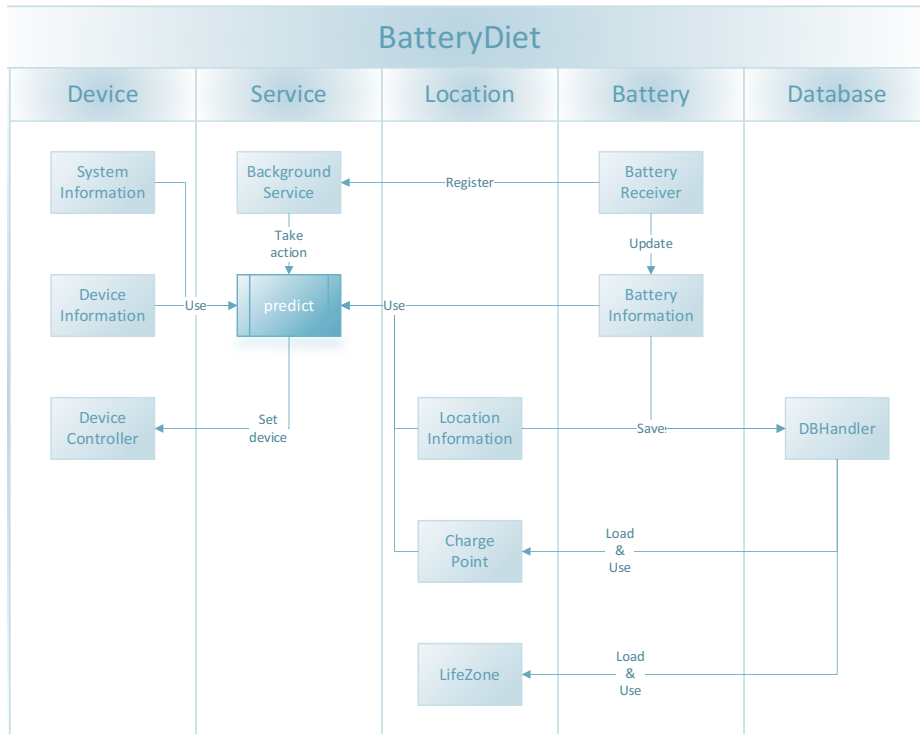 BatteryDiet
Device
Service
Location
Battery
Database
System
Information
Background
Service
Register
Battery
Receiver
Take
action
Update
Device
Information
Use
predict
Use
Battery
Information
Device
Controller
Set
device
Location
Information
Save
DBHandler
Charge
Point
Load
&
Use
LifeZone
Load
&
Use